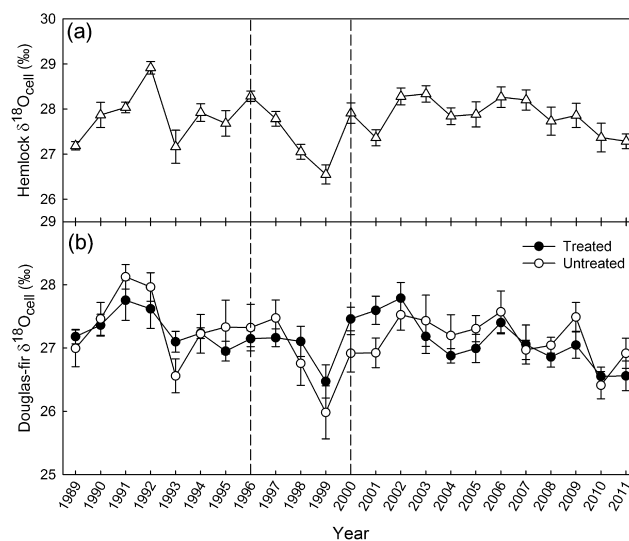 (a)
30
29
28
27
26
29
Hemlock δ¹⁸Ocell (‰)
(b)
Treated
Untreated
28
27
26
25
Douglas-fir δ¹⁸Ocell (‰)
1989 1990 1991 1992 1993 1994 1995 1996 1997 1998 1999 2000 2001 2002 2003 2004 2005 2006 2007 2008 2009 2010 2011
Year